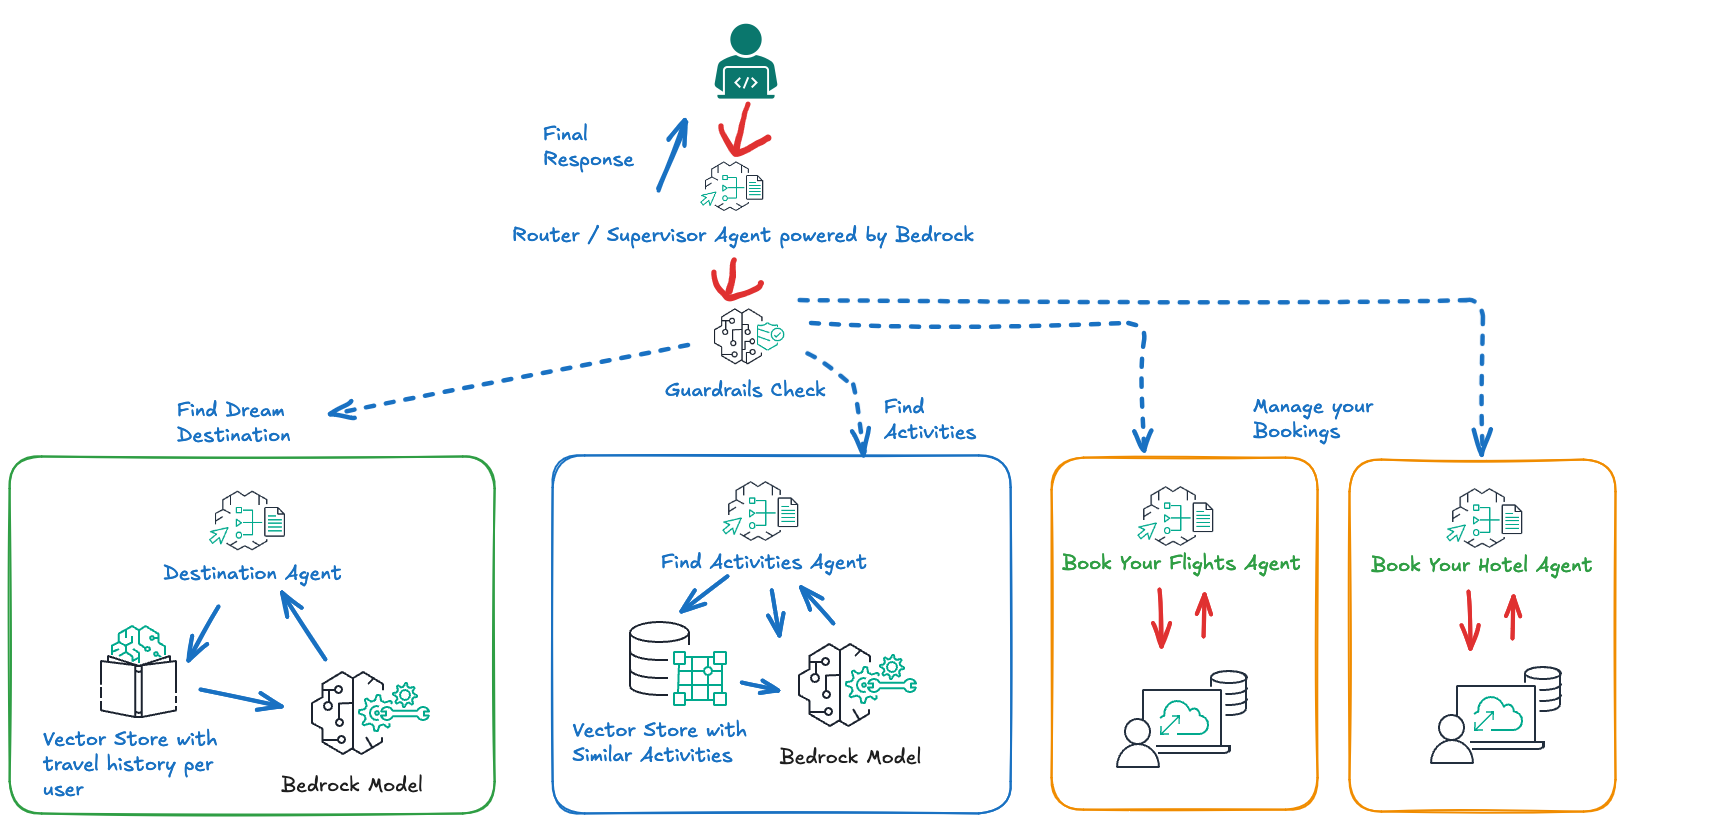 </>
Final
Response
Router / Supervisor Agent powered by Bedrock
Guardrails Check
Find Dream
Destination
Find
Activities
Manage your
Bookings
Destination Agent
Vector Store with
travel history per
user
Bedrock Model
Find Activities Agent
Vector Store with
Similar Activities
Bedrock Model
Book Your Flights Agent
Book Your Hotel Agent